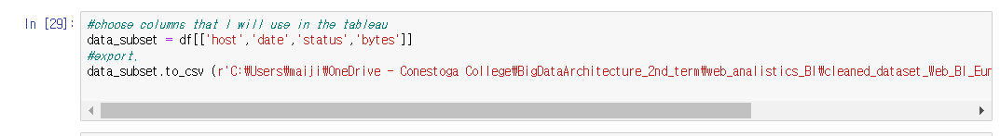 In [29]:
#choose columns that I will use in the tableau
data_subset = df[['host','date','status','bytes']]
#export.
data_subset.to_csv (r'C:₩Users₩maiji₩OneDrive - Conestoga College₩BigDataArchitecture_2nd_term₩web_analistics_BI₩cleaned_dataset_Web_BI_Eun